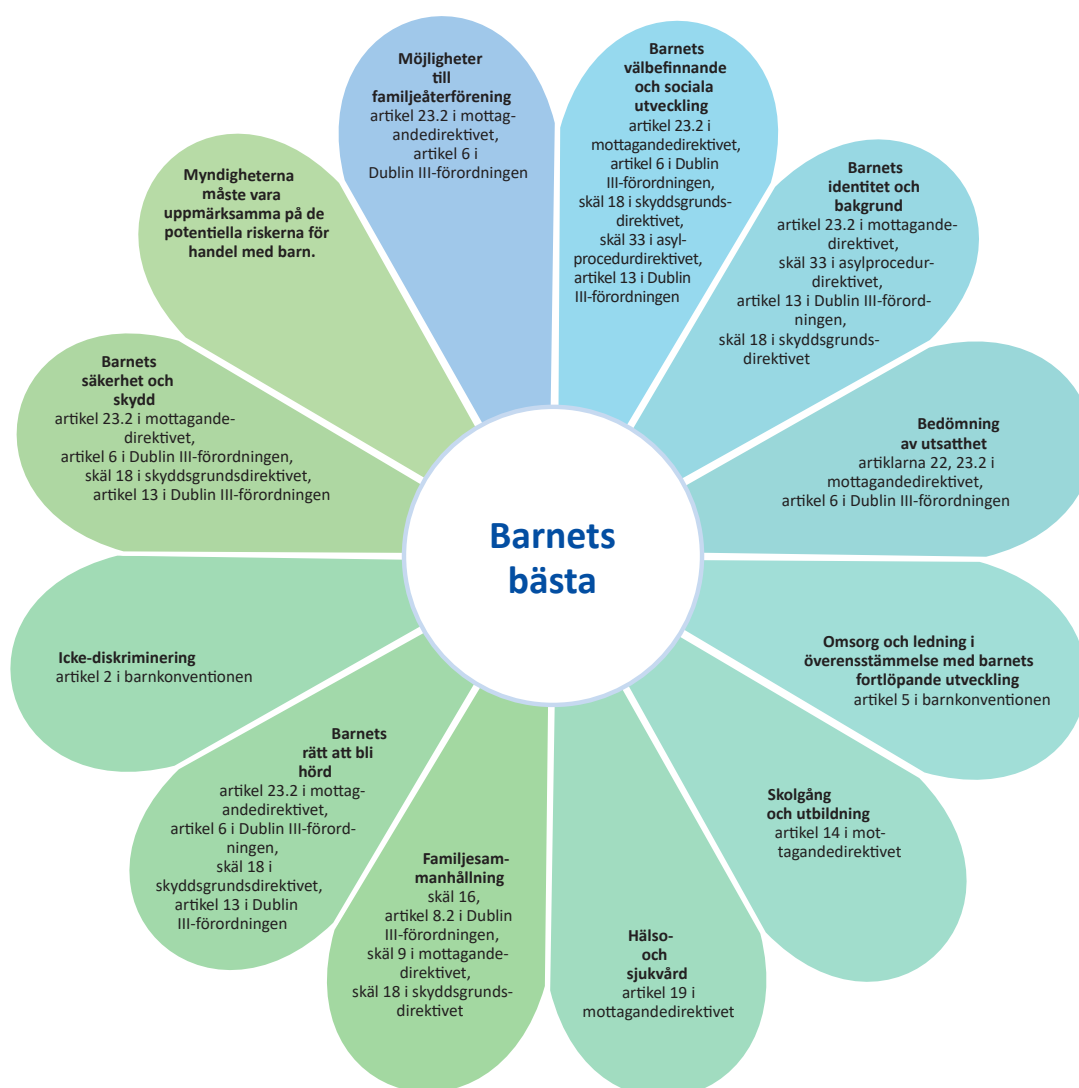 Möjligheter
till
familjeåterförening
artikel 23.2 i mottag-
andedirektivet,
artikel 6 i
Dublin III-förordningen
Barnets
välbefinnande
och sociala
utveckling
artikel 23.2 i
mottagandedirektivet,
artikel 6 i Dublin
III-förordningen,
skäl 18 i skyddsgrunds-
direktivet,
skäl 33 i asyl-
procedurdirektivet,
artikel 13 i Dublin
III-förordningen
Barnets
identitet och
bakgrund
artikel 23.2 i mottagande-
direktivet,
skäl 33 i asylprocedur-
direktivet,
artikel 13 i Dublin III-förord-
ningen,
skäl 18 i skyddsgrunds-
direktivet
Bedömning
av utsatthet
artiklarna 22, 23.2 i
mottagandedirektivet,
artikel 6 i Dublin III-förordningen
Omsorg och ledning i
överensstämmelse med barnets
fortlöpande utveckling
artikel 5 i barnkonventionen
Skolgång
och utbildning
artikel 14 i mot-
tagandedirektivet
Hälso-
och
sjukvård
artikel 19 i
mottagandedirektivet
Familjesam-
manhållning
skäl 16,
artikel 8.2 i Dublin
III-förordningen,
skäl 9 i mottagande-
direktivet,
skäl 18 i skyddsgrunds-
direktivet
Barnets
rätt att bli
hörd
artikel 23.2 i mottag-
andedirektivet,
artikel 6 i Dublin III-förord-
ningen,
skäl 18 i
skyddsgrundsdirektivet,
artikel 13 i Dublin
III-förordningen
Icke-diskriminering
artikel 2 i barnkonventionen
Barnets
säkerhet och
skydd
artikel 23.2 i mottagande-
direktivet,
artikel 6 i Dublin III-förordningen,
skäl 18 i skyddsgrundsdirektivet,
artikel 13 i Dublin III-förordningen
Myndigheterna
måste vara
uppmärksamma på de
potentiella riskerna för
handel med barn.
Barnets
bästa